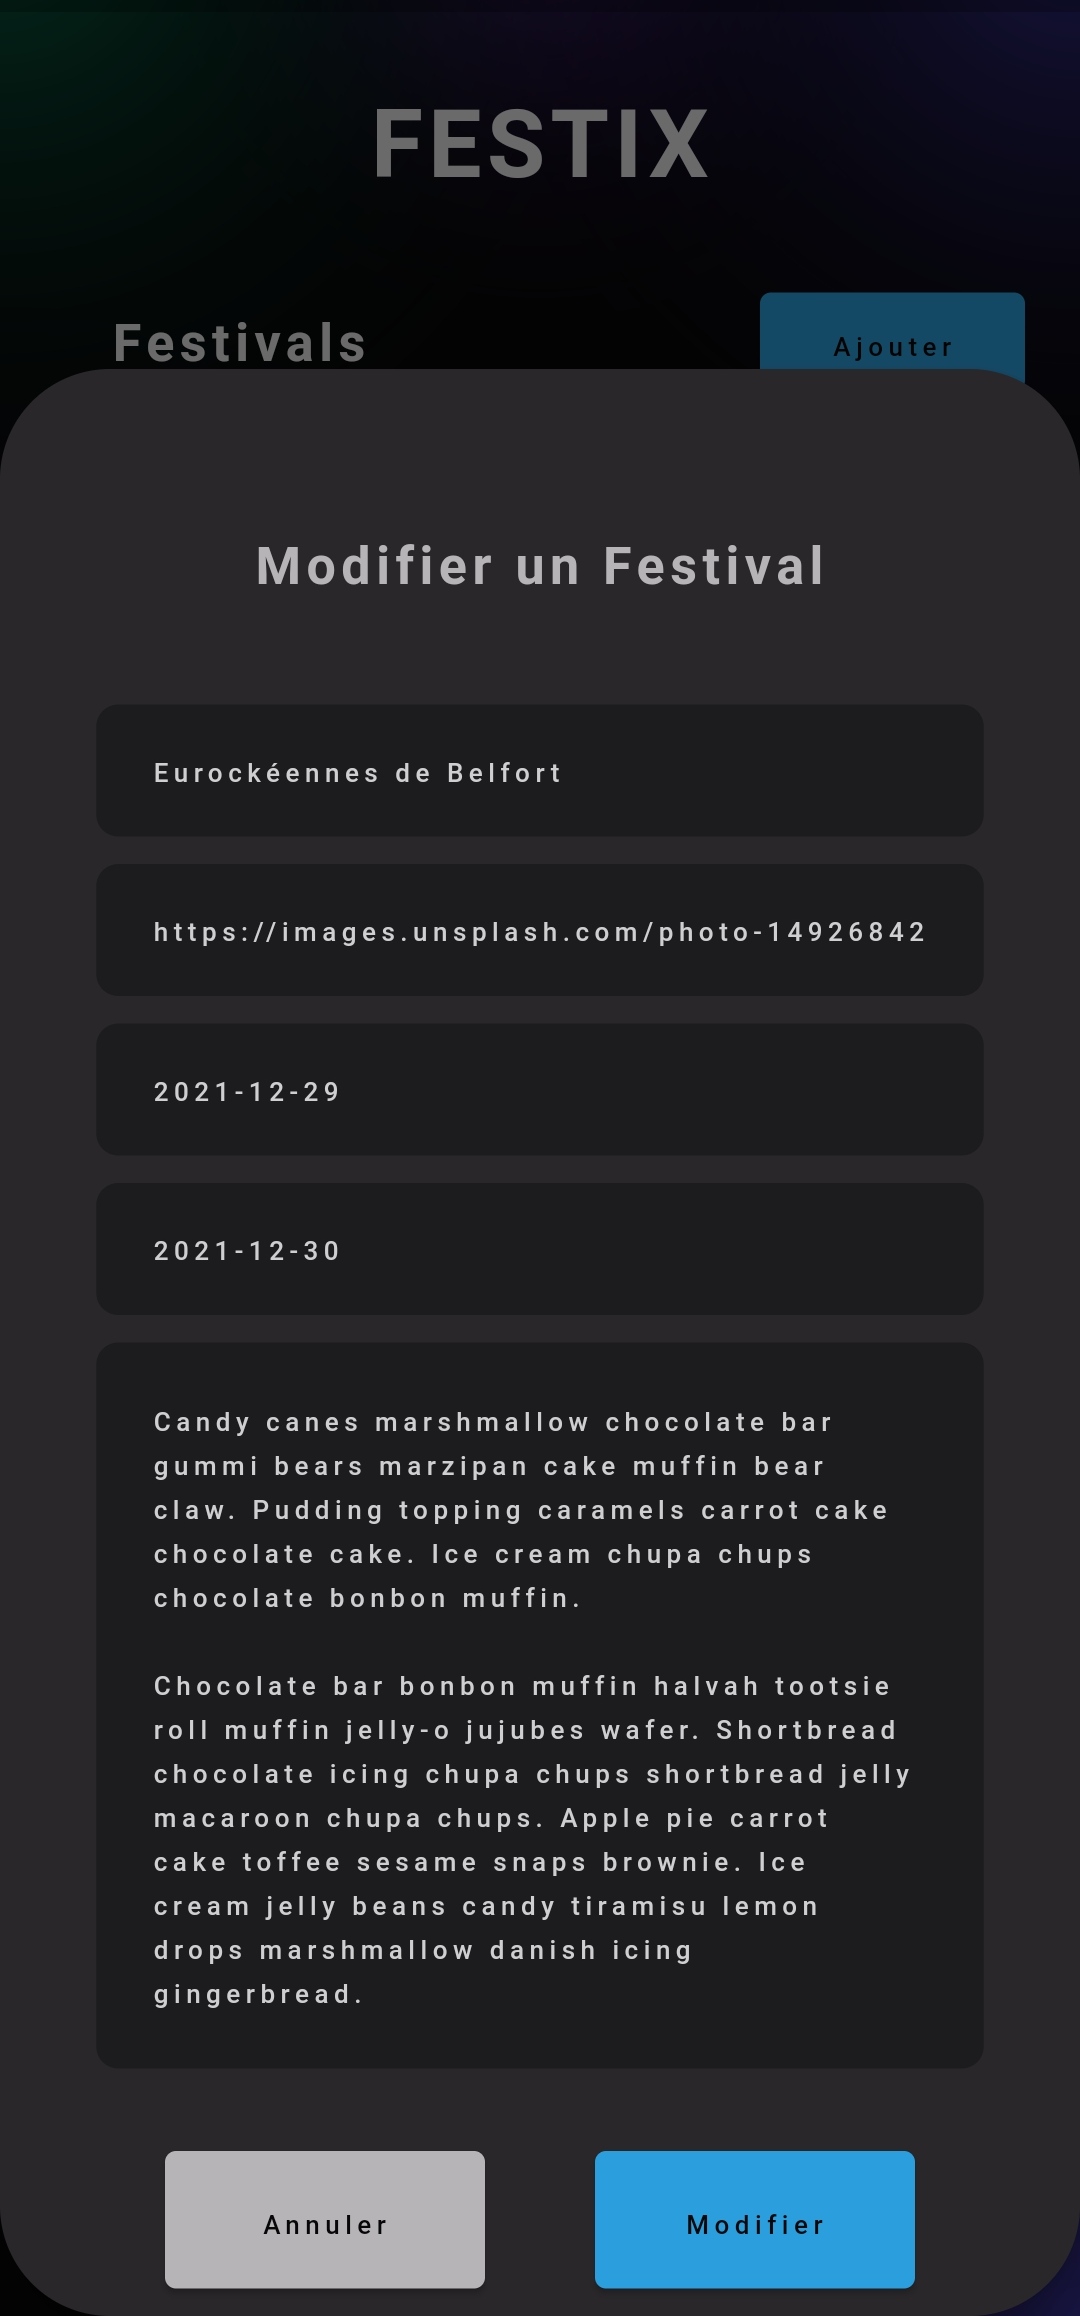 FESTIX
Festivals
Ajouter
Modifier un Festival
Eurockéennes de Belfort
https://images.unsplash.com/photo-14926842
2021-12-29
2021-12-30
Candy canes marshmallow chocolate bar
gummi bears marzipan cake muffin bear
claw. Pudding topping caramels carrot cake
chocolate cake. Ice cream chupa chups
chocolate bonbon muffin.
Chocolate bar bonbon muffin halvah tootsie
roll muffin jelly-o jujubes wafer. Shortbread
chocolate icing chupa chups shortbread jelly
macaroon chupa chups. Apple pie carrot
cake toffee sesame snaps brownie. Ice
cream jelly beans candy tiramisu lemon
drops marshmallow danish icing
gingerbread.
Annuler
Modifier